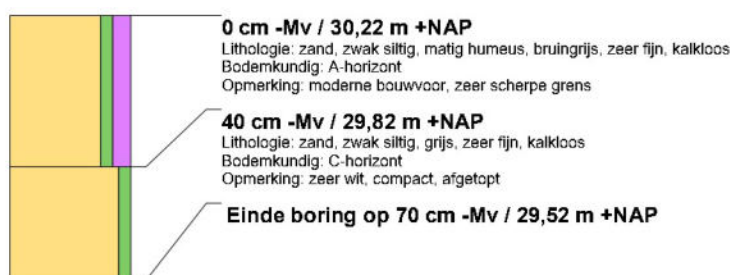 0 cm -Mv / 30,22 m +NAP
Lithologie: zand, zwak siltig, matig humeus, bruingrijs, zeer fijn, kalkloos
Bodemkundig: A-horizont
Opmerking: moderne bouwvoor, zeer scherpe grens
40 cm -Mv / 29,82 m +NAP
Lithologie: zand, zwak siltig, grijs, zeer fijn, kalkloos
Bodemkundig: C-horizont
Opmerking: zeer wit, compact, afgetopt
Einde boring op 70 cm -Mv / 29,52 m +NAP